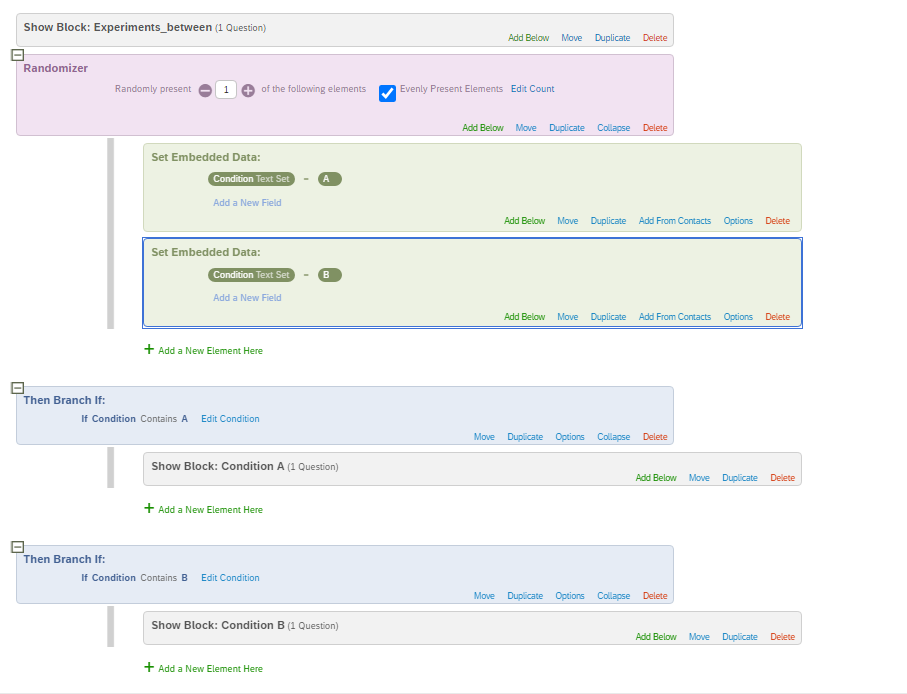 Show Block: Experiments_between (1 Question)
Add Below Move Duplicate Delete
Randomizer
Randomly present 1 of the following elements Evenly Present Elements Edit Count
Add Below Move Duplicate Collapse Delete
Set Embedded Data:
Condition Text Set – A
Add a New Field
Add Below Move Duplicate Add From Contacts Options Delete
Set Embedded Data:
Condition Text Set – B
Add a New Field
Add Below Move Duplicate Add From Contacts Options Delete
+ Add a New Element Here
Then Branch If:
If Condition Contains A Edit Condition
Move Duplicate Options Collapse Delete
Show Block: Condition A (1 Question)
Add Below Move Duplicate Delete
+ Add a New Element Here
Then Branch If:
If Condition Contains B Edit Condition
Move Duplicate Options Collapse Delete
Show Block: Condition B (1 Question)
Add Below Move Duplicate Delete
+ Add a New Element Here